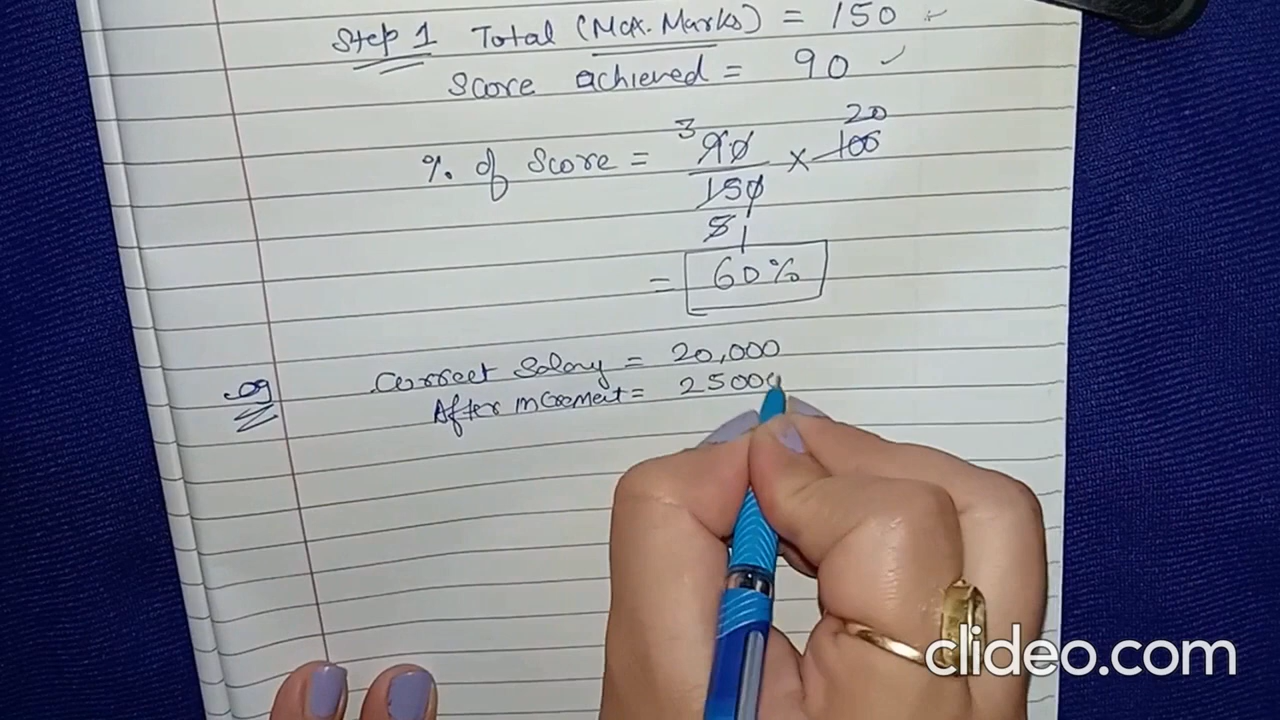 Step 1 Total (Max. Marks) = 150
Score achieved = 90
3 20
% of Score = 90 × 100
150
5 1
= 60%
eg Correct Salary = 20,000
After increment = 25000
clideo.com